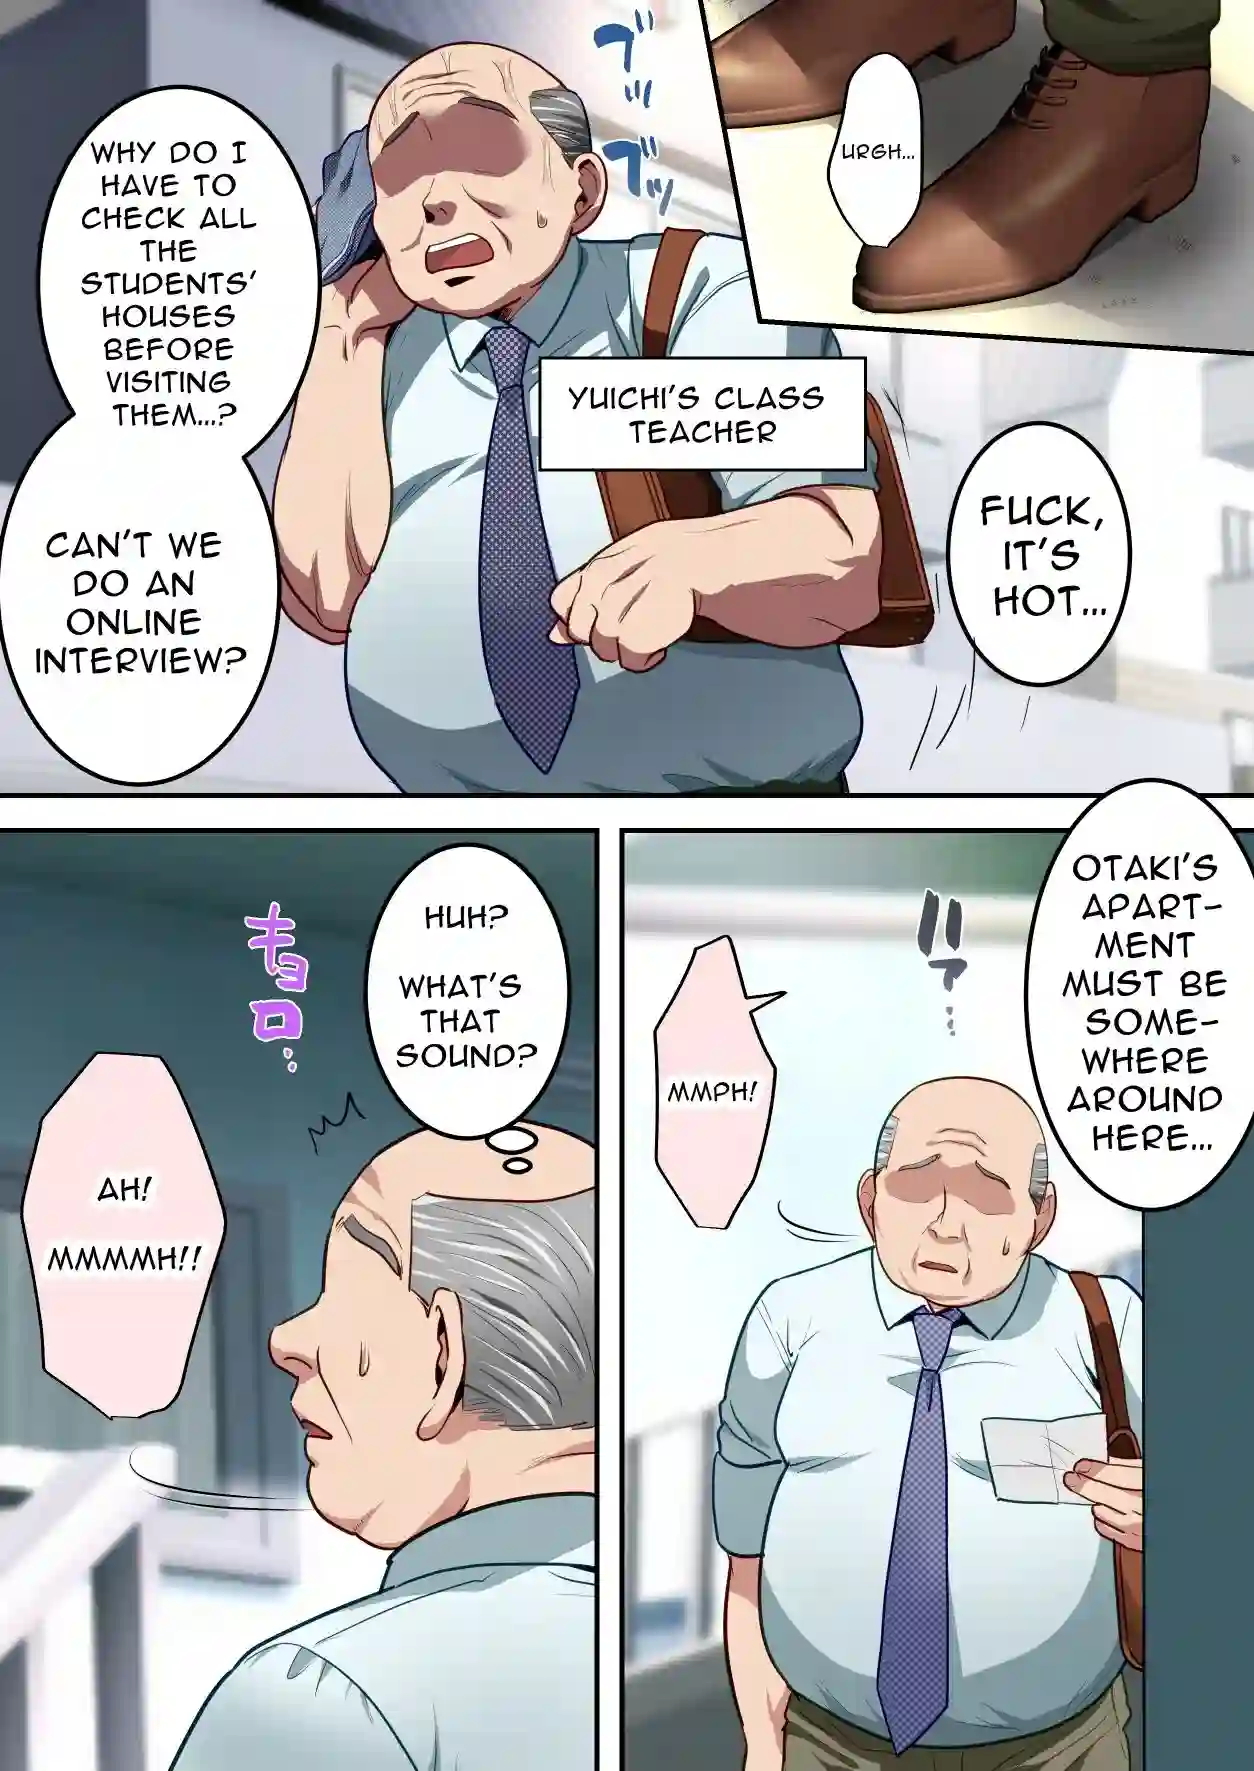 URGH...
ブツ
ブツ
WHY DO I
HAVE TO
CHECK ALL
THE
STUDENTS'
HOUSES
BEFORE
VISITING
THEM...?
CAN'T WE
DO AN
ONLINE
INTERVIEW?
YUICHI'S CLASS
TEACHER
FUCK,
IT'S
HOT...
OTAKI'S
APART-
MENT
MUST BE
SOME-
WHERE
AROUND
HERE...
MMPH!
HUH?
WHAT'S
THAT
SOUND?
キョロ…
AH!
MMMMH!!